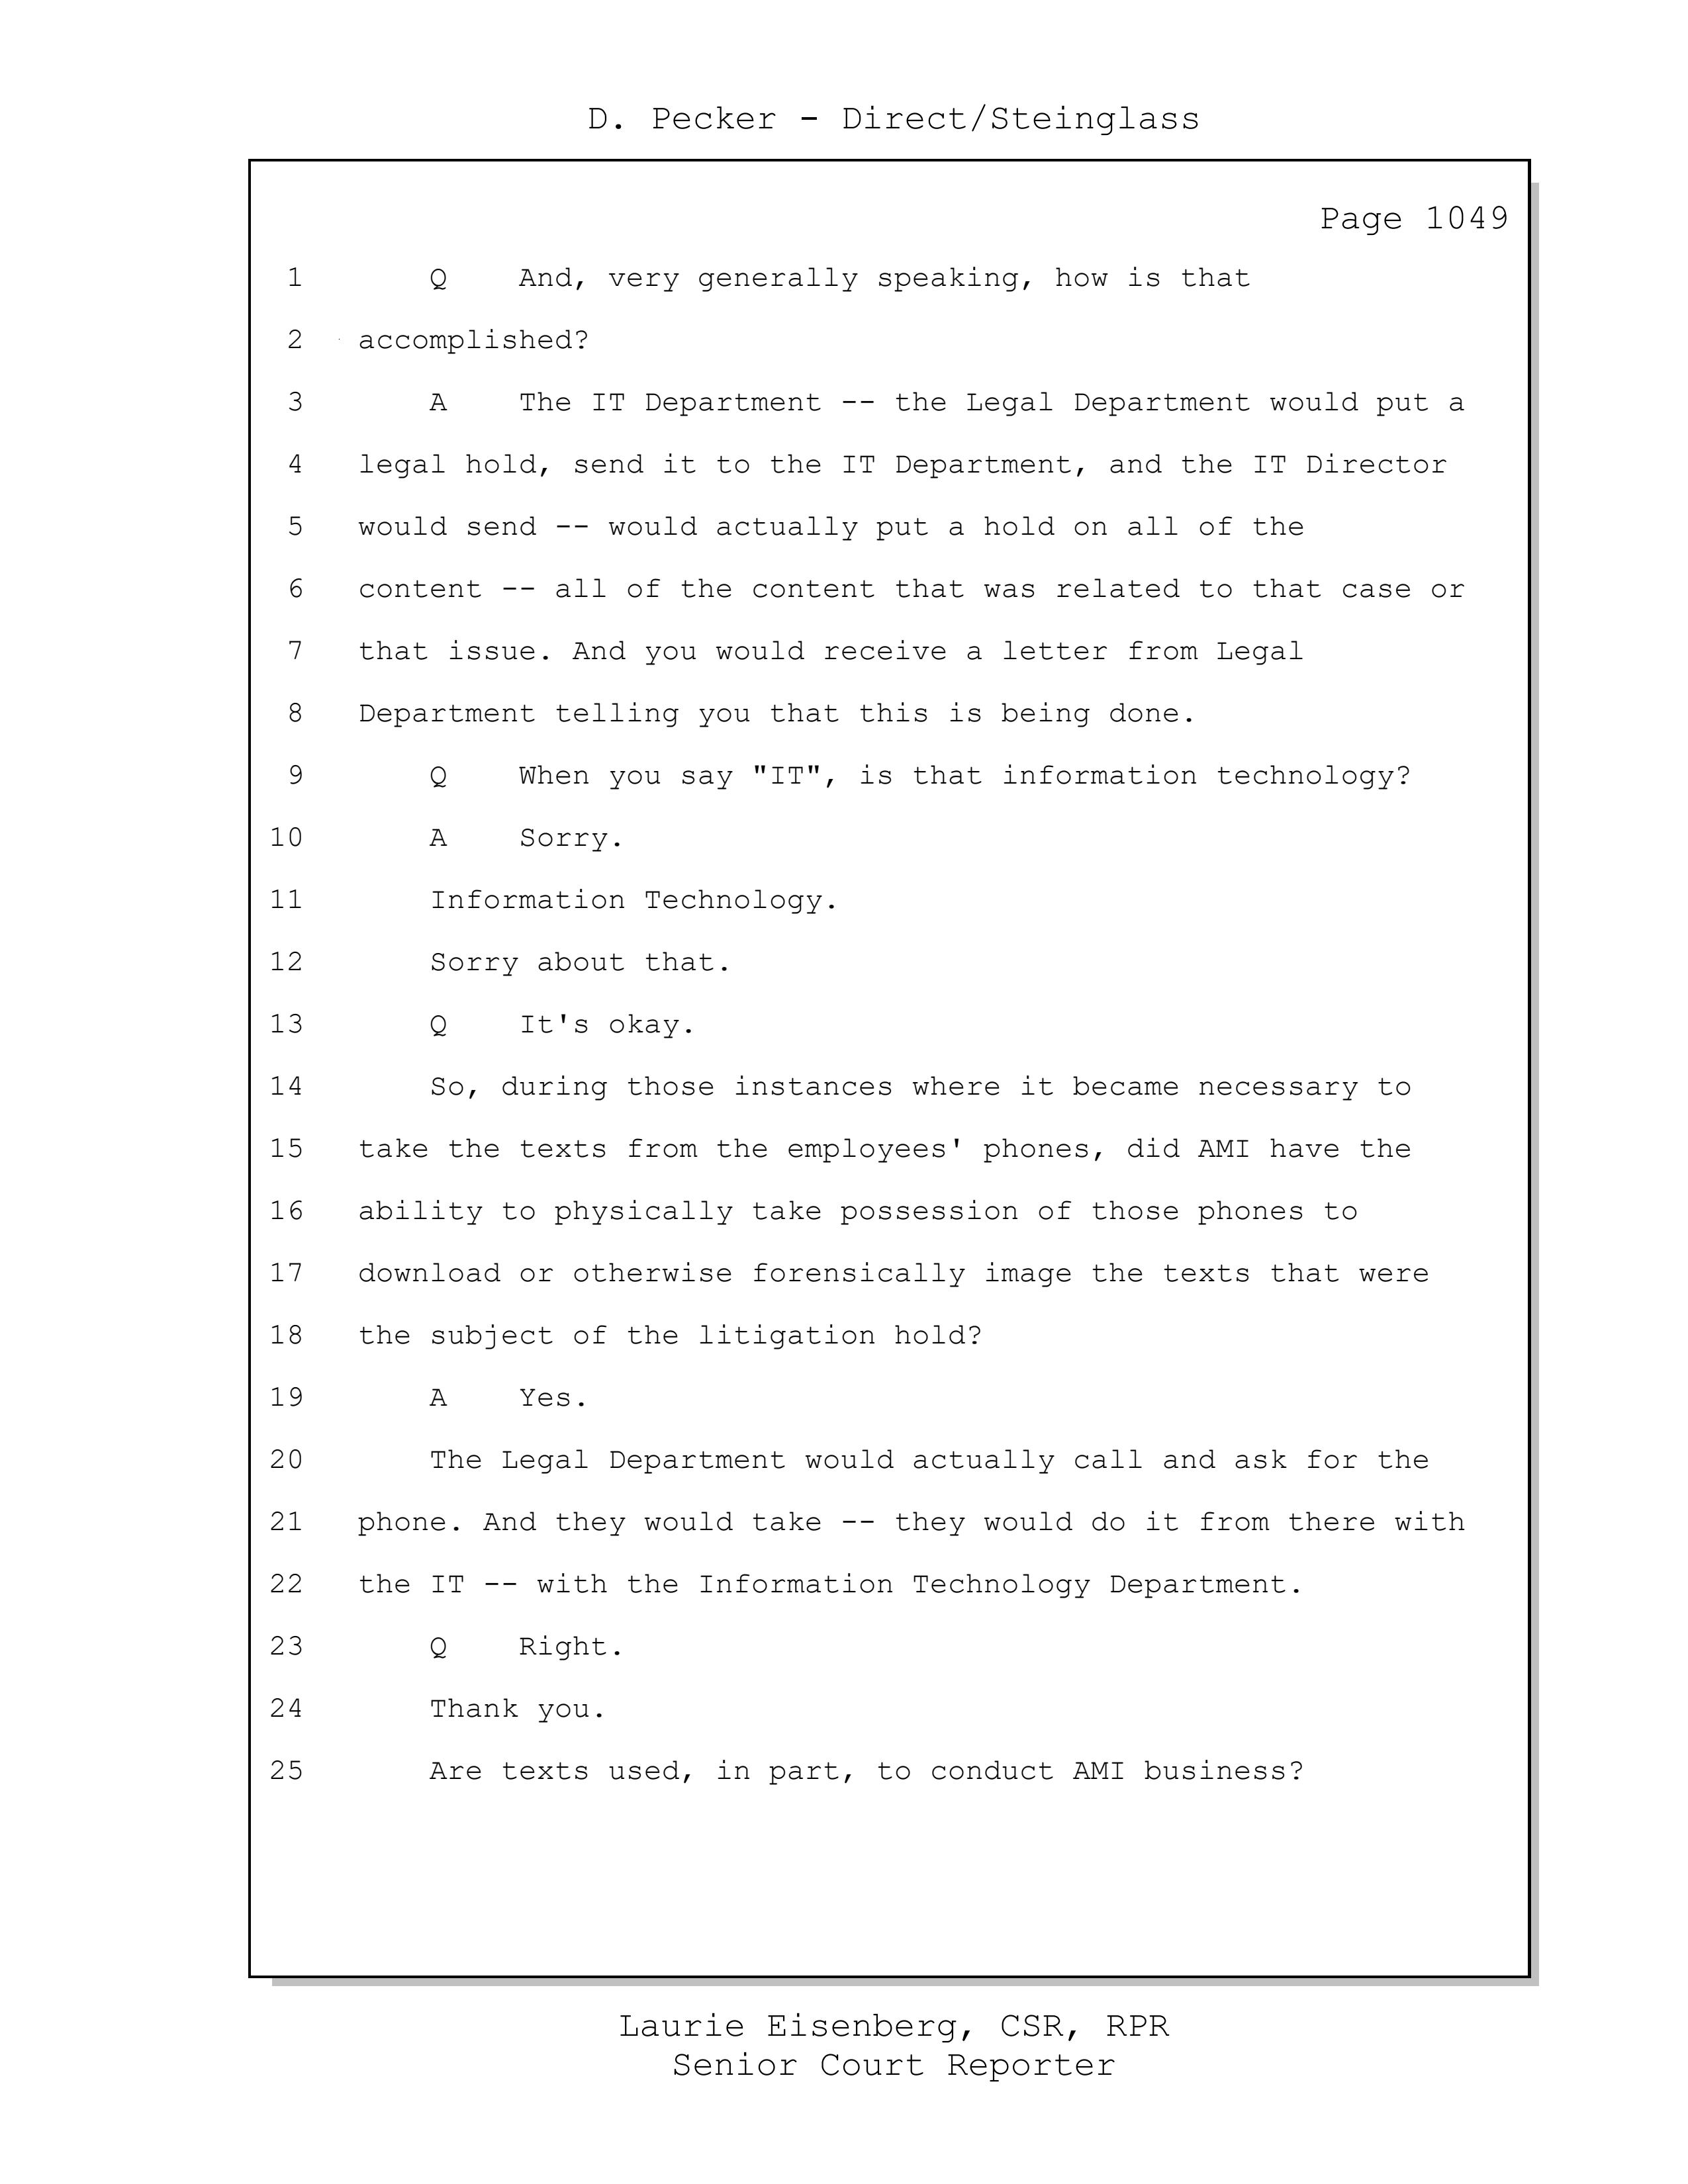 D. Pecker - Direct/Steinglass
Page 1049
1 Q And, very generally speaking, how is that
2 accomplished?
3 A The IT Department -- the Legal Department would put a
4 legal hold, send it to the IT Department, and the IT Director
5 would send -- would actually put a hold on all of the
6 content -- all of the content that was related to that case or
7 that issue. And you would receive a letter from Legal
8 Department telling you that this is being done.
9 Q When you say "IT", is that information technology?
10 A Sorry.
11 Information Technology.
12 Sorry about that.
13 Q It's okay.
14 So, during those instances where it became necessary to
15 take the texts from the employees' phones, did AMI have the
16 ability to physically take possession of those phones to
17 download or otherwise forensically image the texts that were
18 the subject of the litigation hold?
19 A Yes.
20 The Legal Department would actually call and ask for the
21 phone. And they would take -- they would do it from there with
22 the IT -- with the Information Technology Department.
23 Q Right.
24 Thank you.
25 Are texts used, in part, to conduct AMI business?
Laurie Eisenberg, CSR, RPR
Senior Court Reporter